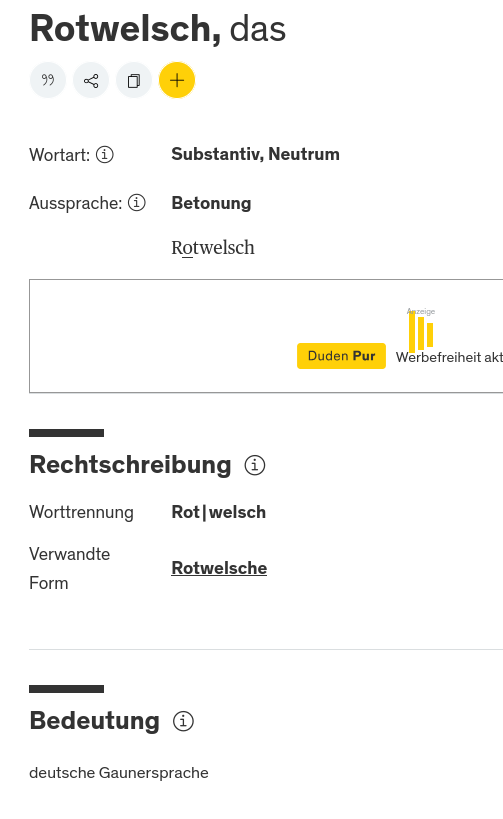 Rotwelsch, das
Wortart:
Substantiv, Neutrum
Aussprache:
Betonung
Rotwelsch
Anzeige
Duden Pur
Werbefreiheit akt
Rechtschreibung
Worttrennung
Rot|welsch
Verwandte
Form
Rotwelsche
Bedeutung
deutsche Gaunersprache